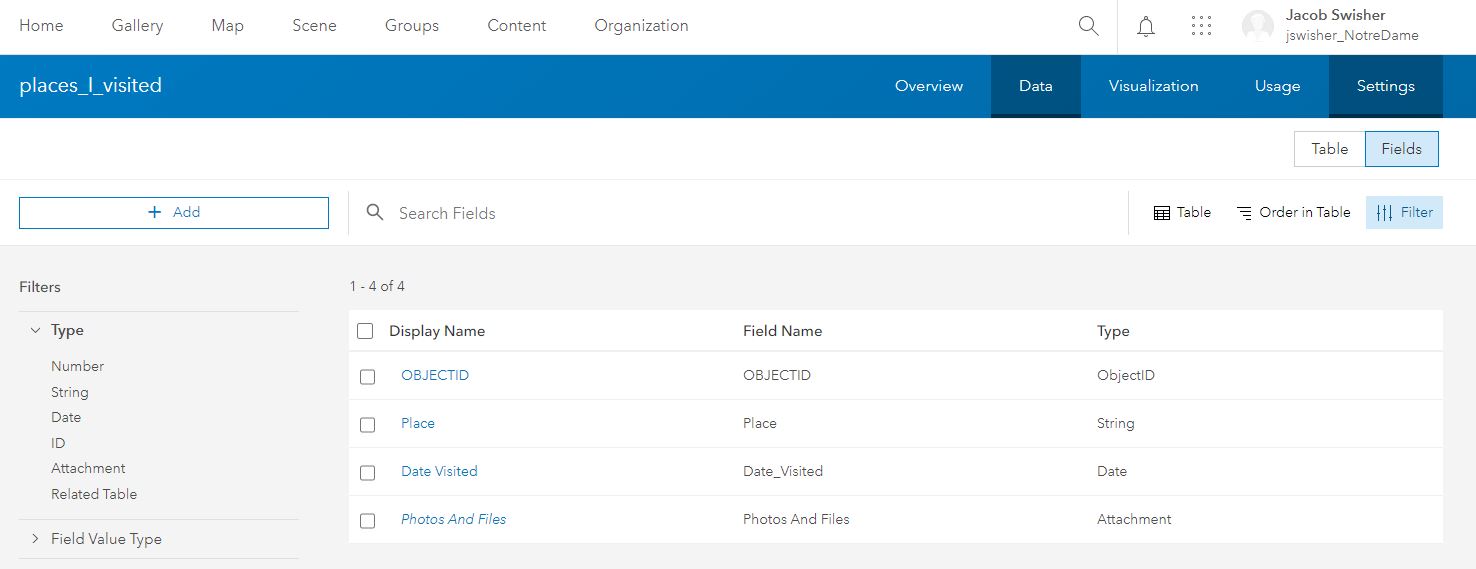 Home Gallery Map Scene Groups Content Organization Jacob Swisher
jswisher_NotreDame
places_I_visited Overview Data Visualization Usage Settings
Table Fields
+ Add Search Fields Table Order in Table Filter
Filters
1 - 4 of 4
Type
Number
String
Date
ID
Attachment
Related Table
Field Value Type
Display Name Field Name Type
OBJECTID OBJECTID ObjectID
Place Place String
Date Visited Date_Visited Date
Photos And Files Photos And Files Attachment